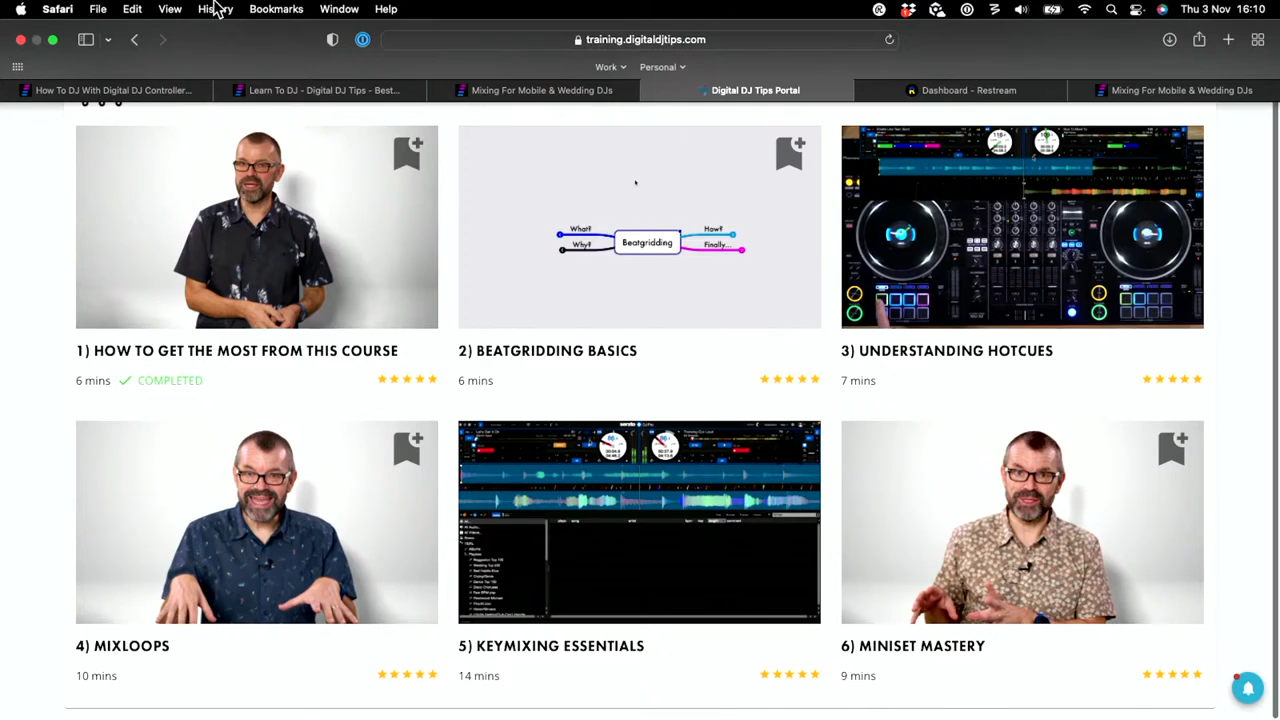 Safari File Edit View History Bookmarks Window Help Thu 3 Nov 16:10
training.digitaldjtips.com
Work Personal
How To DJ With Digital DJ Controller... Learn To DJ - Digital DJ Tips - Best... Mixing For Mobile & Wedding DJs Digital DJ Tips Portal Dashboard - Restream Mixing For Mobile & Wedding DJs
What? How?
Beatgridding
Why? Finally...
1) HOW TO GET THE MOST FROM THIS COURSE
6 mins COMPLETED
2) BEATGRIDDING BASICS
6 mins
3) UNDERSTANDING HOTCUES
7 mins
serato
4) MIXLOOPS
10 mins
5) KEYMIXING ESSENTIALS
14 mins
6) MINISET MASTERY
9 mins